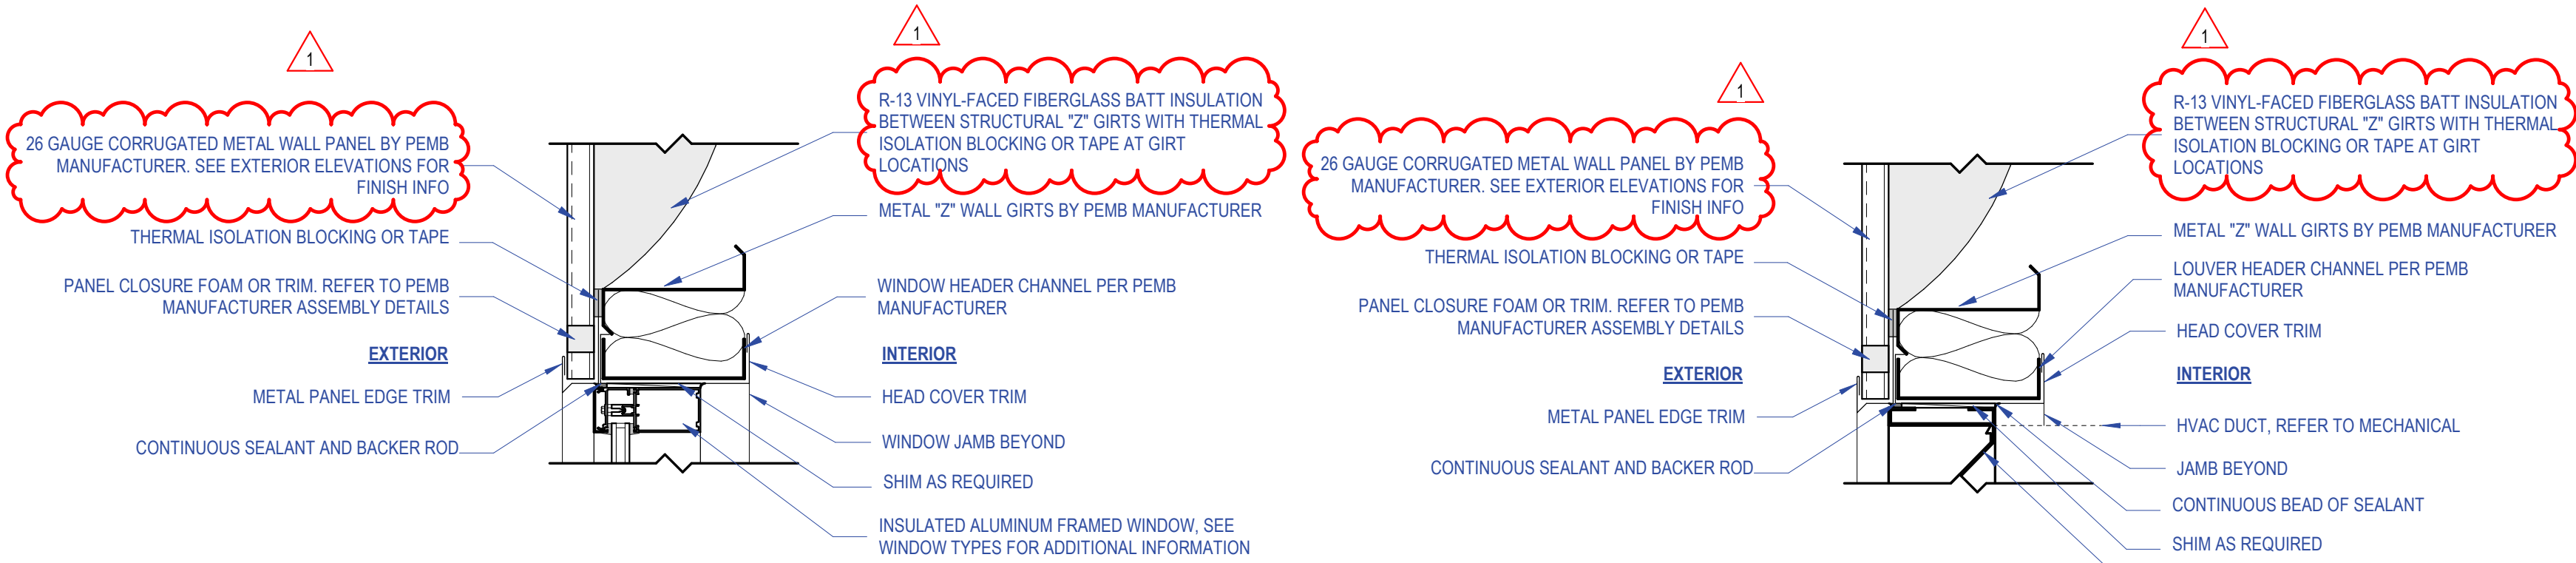 1
26 GAUGE CORRUGATED METAL WALL PANEL BY PEMB
MANUFACTURER. SEE EXTERIOR ELEVATIONS FOR
FINISH INFO
THERMAL ISOLATION BLOCKING OR TAPE
PANEL CLOSURE FOAM OR TRIM. REFER TO PEMB
MANUFACTURER ASSEMBLY DETAILS
EXTERIOR
METAL PANEL EDGE TRIM
CONTINUOUS SEALANT AND BACKER ROD
1
R-13 VINYL-FACED FIBERGLASS BATT INSULATION
BETWEEN STRUCTURAL "Z" GIRTS WITH THERMAL
ISOLATION BLOCKING OR TAPE AT GIRT
LOCATIONS
METAL "Z" WALL GIRTS BY PEMB MANUFACTURER
WINDOW HEADER CHANNEL PER PEMB
MANUFACTURER
INTERIOR
HEAD COVER TRIM
WINDOW JAMB BEYOND
SHIM AS REQUIRED
INSULATED ALUMINUM FRAMED WINDOW, SEE
WINDOW TYPES FOR ADDITIONAL INFORMATION
1
26 GAUGE CORRUGATED METAL WALL PANEL BY PEMB
MANUFACTURER. SEE EXTERIOR ELEVATIONS FOR
FINISH INFO
THERMAL ISOLATION BLOCKING OR TAPE
PANEL CLOSURE FOAM OR TRIM. REFER TO PEMB
MANUFACTURER ASSEMBLY DETAILS
EXTERIOR
METAL PANEL EDGE TRIM
CONTINUOUS SEALANT AND BACKER ROD
1
R-13 VINYL-FACED FIBERGLASS BATT INSULATION
BETWEEN STRUCTURAL "Z" GIRTS WITH THERMAL
ISOLATION BLOCKING OR TAPE AT GIRT
LOCATIONS
METAL "Z" WALL GIRTS BY PEMB MANUFACTURER
LOUVER HEADER CHANNEL PER PEMB
MANUFACTURER
HEAD COVER TRIM
INTERIOR
HVAC DUCT, REFER TO MECHANICAL
JAMB BEYOND
CONTINUOUS BEAD OF SEALANT
SHIM AS REQUIRED